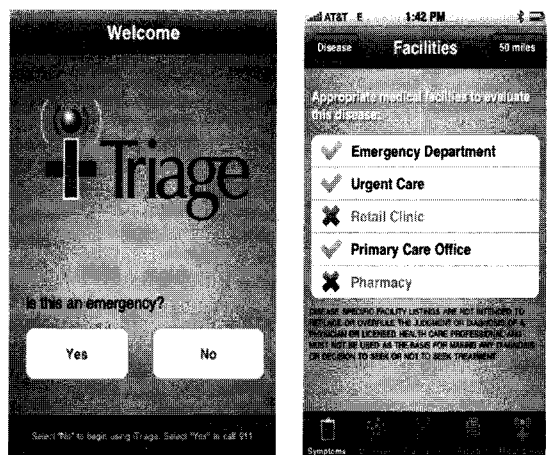 Welcome
iTriage
Is this an emergency?
Yes No
Select "No" to begin using iTriage. Select "Yes" to call 911
AT&T E 1:42 PM
Disease Facilities 50 miles
Appropriate medical facilities to evaluate
this disease:
Emergency Department
Urgent Care
Retail Clinic
Primary Care Office
Pharmacy
DISEASE SPECIFIC FACILITY LISTINGS ARE NOT INTENDED TO
REPLACE OR OVERRULE THE JUDGMENT OR DIAGNOSIS OF A
PHYSICIAN OR LICENSED HEALTH CARE PROFESSIONAL AND
MUST NOT BE USED AS THE BASIS FOR MAKING ANY DIAGNOSIS
OR DECISION TO SEEK OR NOT TO SEEK TREATMENT
Symptoms